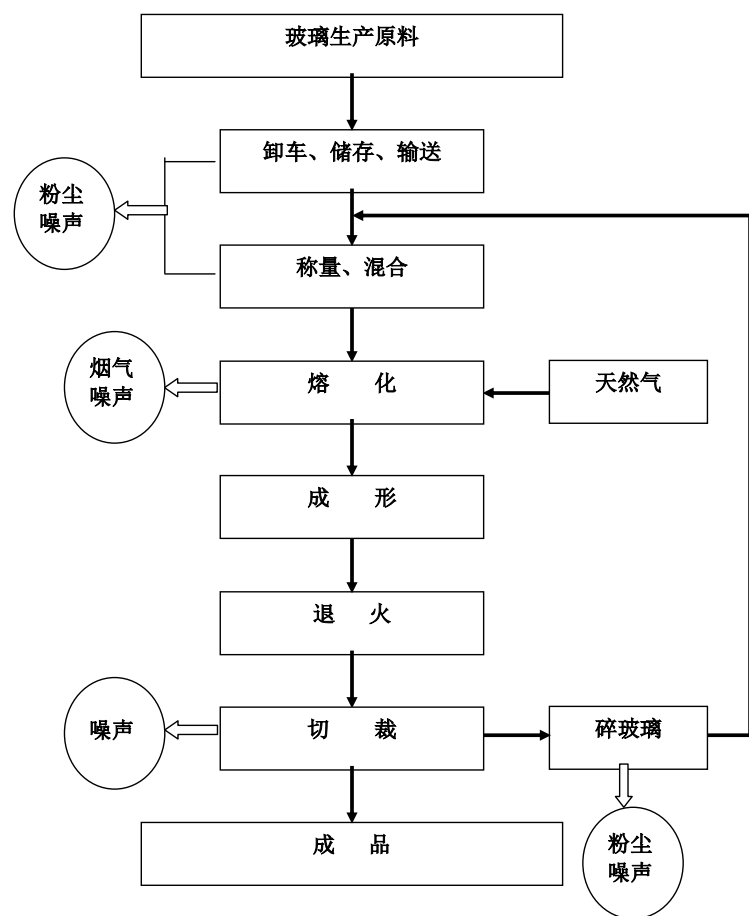 玻璃生产原料
卸车、储存、输送
粉尘
噪声
称量、混合
烟气
噪声
熔 化
天然气
成 形
退 火
噪声
切 裁
碎玻璃
成 品
粉尘
噪声